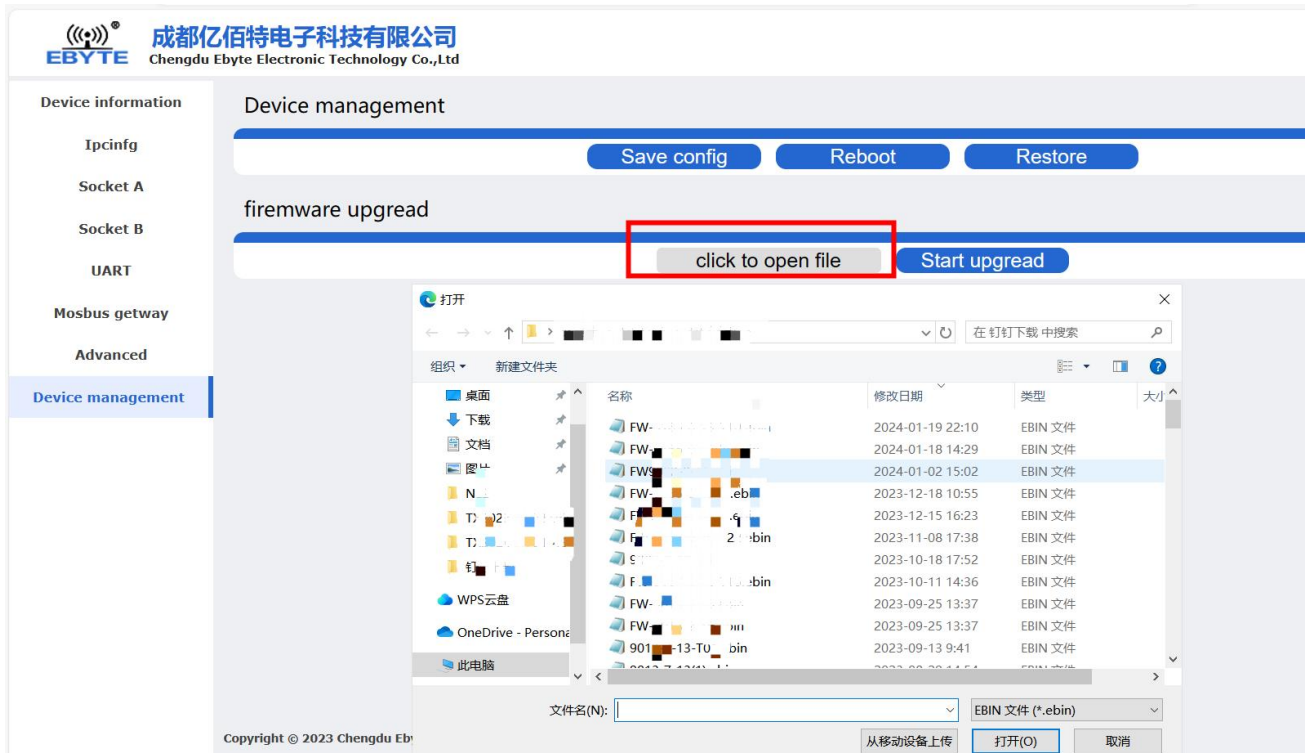 ((( ))) ®
EBYTE
成都亿佰特电子科技有限公司
Chengdu Ebyte Electronic Technology Co.,Ltd
Device information
Ipcinfg
Socket A
Socket B
UART
Mosbus getway
Advanced
Device management
Device management
Save config
Reboot
Restore
firemware upgread
click to open file
Start upgread
打开
在 钉钉下载 中搜索
组织
新建文件夹
桌面
下载
文档
WPS云盘
OneDrive - Persona
此电脑
名称 修改日期 类型 大小
FW- 2024-01-19 22:10 EBIN 文件
FW- 2024-01-18 14:29 EBIN 文件
2024-01-02 15:02 EBIN 文件
FW- 2023-12-18 10:55 EBIN 文件
2023-12-15 16:23 EBIN 文件
2023-11-08 17:38 EBIN 文件
2023-10-18 17:52 EBIN 文件
2023-10-11 14:36 EBIN 文件
FW- 2023-09-25 13:37 EBIN 文件
FW- 2023-09-25 13:37 EBIN 文件
2023-09-13 9:41 EBIN 文件
文件名(N):
EBIN 文件 (*.ebin)
从移动设备上传
打开(O)
取消
Copyright © 2023 Chengdu